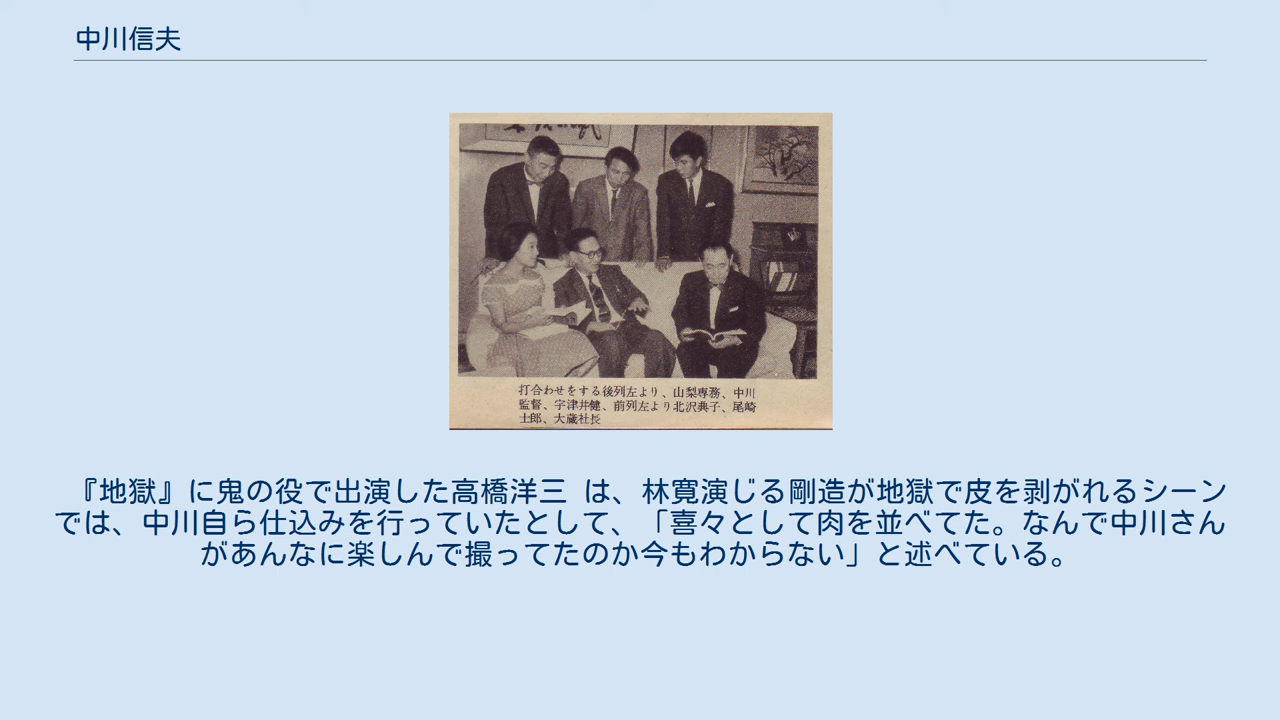 中川信夫
打合わせをする後列左より、山梨専務、中川
監督、宇津井健、前列左より北沢典子、尾崎
士郎、大蔵社長
『地獄』に鬼の役で出演した高橋洋三 は、林寛演じる剛造が地獄で皮を剥がれるシーン
では、中川自ら仕込みを行っていたとして、「喜々として肉を並べてた。なんで中川さん
があんなに楽しんで撮ってたのか今もわからない」と述べている。